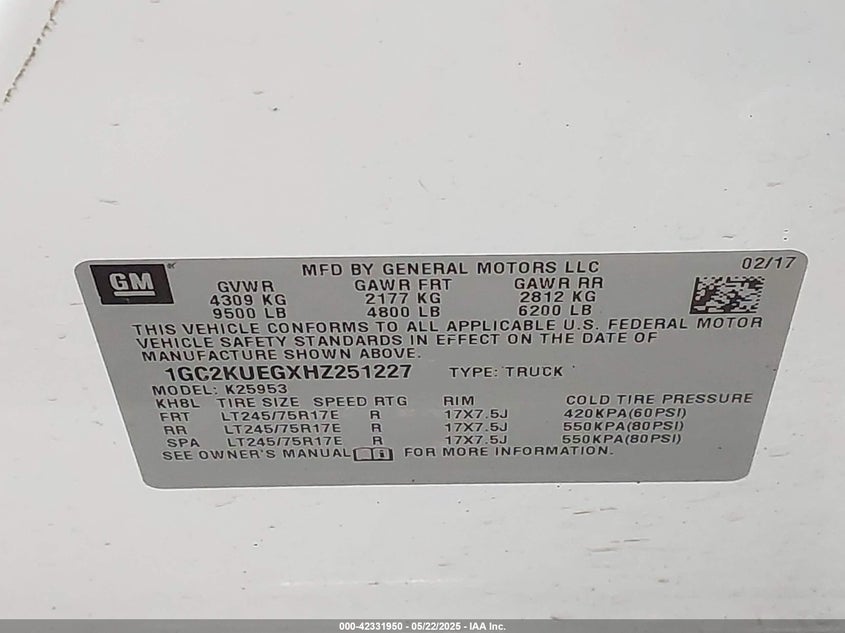 GM
MFD BY GENERAL MOTORS LLC 02/17
GVWR GAWR FRT GAWR RR
4309 KG 2177 KG 2812 KG
9500 LB 4800 LB 6200 LB
THIS VEHICLE CONFORMS TO ALL APPLICABLE U.S. FEDERAL MOTOR
VEHICLE SAFETY STANDARDS IN EFFECT ON THE DATE OF
MANUFACTURE SHOWN ABOVE.
1GC2KUEGXHZ251227 TYPE: TRUCK
MODEL: K25953
KH8L TIRE SIZE SPEED RTG RIM COLD TIRE PRESSURE
FRT LT245/75R17E R 17X7.5J 420KPA(60PSI)
RR LT245/75R17E R 17X7.5J 550KPA(80PSI)
SPA LT245/75R17E R 17X7.5J 550KPA(80PSI)
SEE OWNER'S MANUAL FOR MORE INFORMATION.
000-42331950 - 05/22/2025 - IAA Inc.